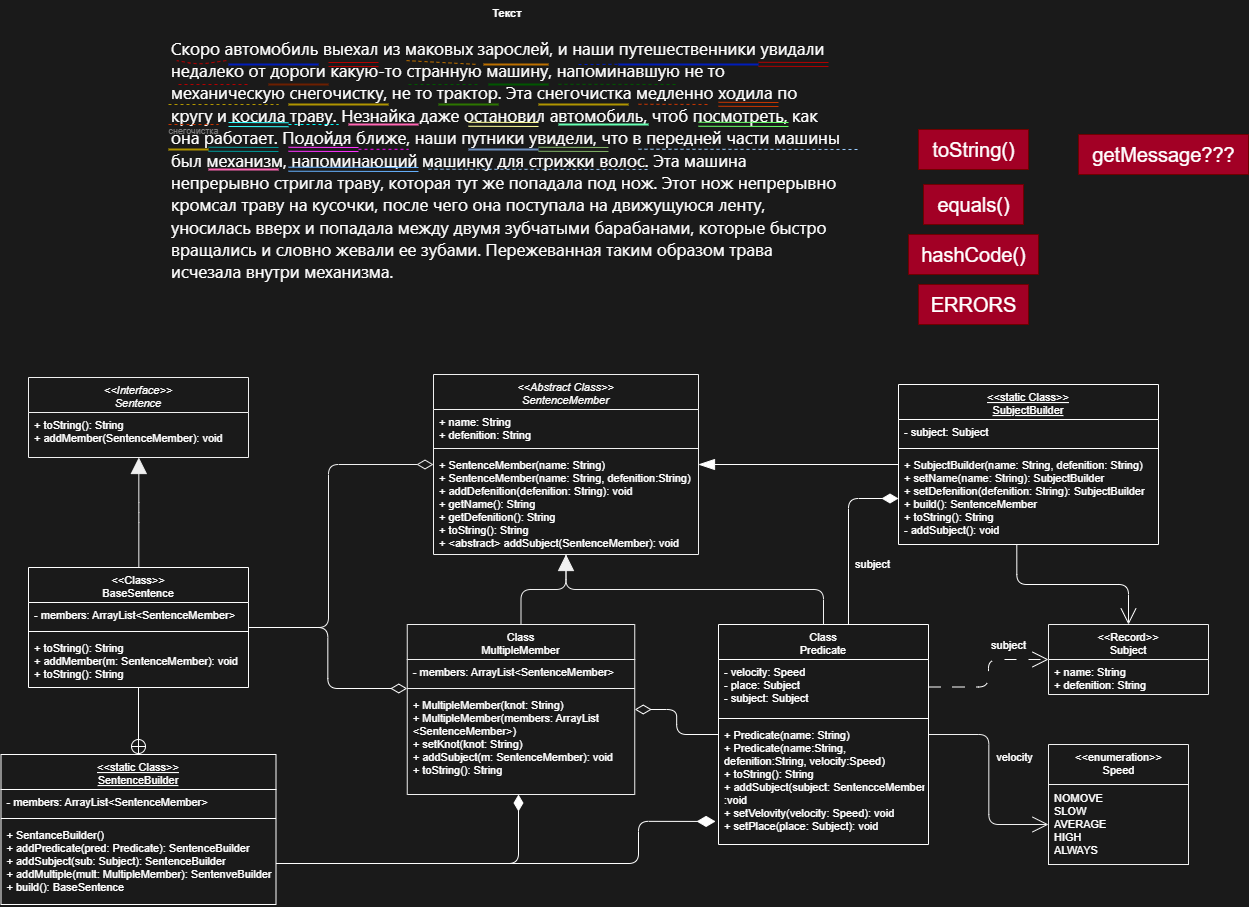 Текст
Скоро автомобиль выехал из маковых зарослей, и наши путешественники увидали
недалеко от дороги какую-то странную машину, напоминавшую не то
механическую снегочистку, не то трактор. Эта снегочистка медленно ходила по
кругу и косила траву. Незнайка даже остановил автомобиль, чтоб посмотреть, как
снегочистка
она работает. Подойдя ближе, наши путники увидели, что в передней части машины
был механизм, напоминающий машинку для стрижки волос. Эта машина
непрерывно стригла траву, которая тут же попадала под нож. Этот нож непрерывно
кромсал траву на кусочки, после чего она поступала на движущуюся ленту,
уносилась вверх и попадала между двумя зубчатыми барабанами, которые быстро
вращались и словно жевали ее зубами. Пережеванная таким образом трава
исчезала внутри механизма.
toString()
getMessage???
equals()
hashCode()
ERRORS
<<Interface>>
Sentence
+ toString(): String
+ addMember(SentenceMember): void
<<Abstract Class>>
SentenceMember
+ name: String
+ defenition: String
+ SentenceMember(name: String)
+ SentenceMember(name: String, defenition:String)
+ addDefenition(defenition: String): void
+ getName(): String
+ getDefenition(): String
+ toString(): String
+ <abstract> addSubject(SentenceMember): void
<<static Class>>
SubjectBuilder
- subject: Subject
+ SubjectBuilder(name: String, defenition: String)
+ setName(name: String): SubjectBuilder
+ setDefenition(defenition: String): SubjectBuilder
+ build(): SentenceMember
+ toString(): String
- addSubject(): void
subject
<<Class>>
BaseSentence
- members: ArrayList<SentenceMember>
+ toString(): String
+ addMember(m: SentenceMember): void
+ toString(): String
Class
MultipleMember
- members: ArrayList<SentenceMember>
+ MultipleMember(knot: String)
+ MultipleMember(members: ArrayList
<SentenceMember>)
+ setKnot(knot: String)
+ addSubject(m: SentenceMember): void
+ toString(): String
Class
Predicate
- velocity: Speed
- place: Subject
- subject: Subject
+ Predicate(name: String)
+ Predicate(name:String,
defenition:String, velocity:Speed)
+ toString(): String
+ addSubject(subject: SentencceMember
:void
+ setVelovity(velocity: Speed): void
+ setPlace(place: Subject): void
subject
<<Record>>
Subject
+ name: String
+ defenition: String
velocity
<<enumeration>>
Speed
NOMOVE
SLOW
AVERAGE
HIGH
ALWAYS
<<static Class>>
SentenceBuilder
- members: ArrayList<SentenceMember>
+ SentanceBuilder()
+ addPredicate(pred: Predicate): SentenceBuilder
+ addSubject(sub: Subject): SentenceBuilder
+ addMultiple(mult: MultipleMember): SentenveBuilder
+ build(): BaseSentence